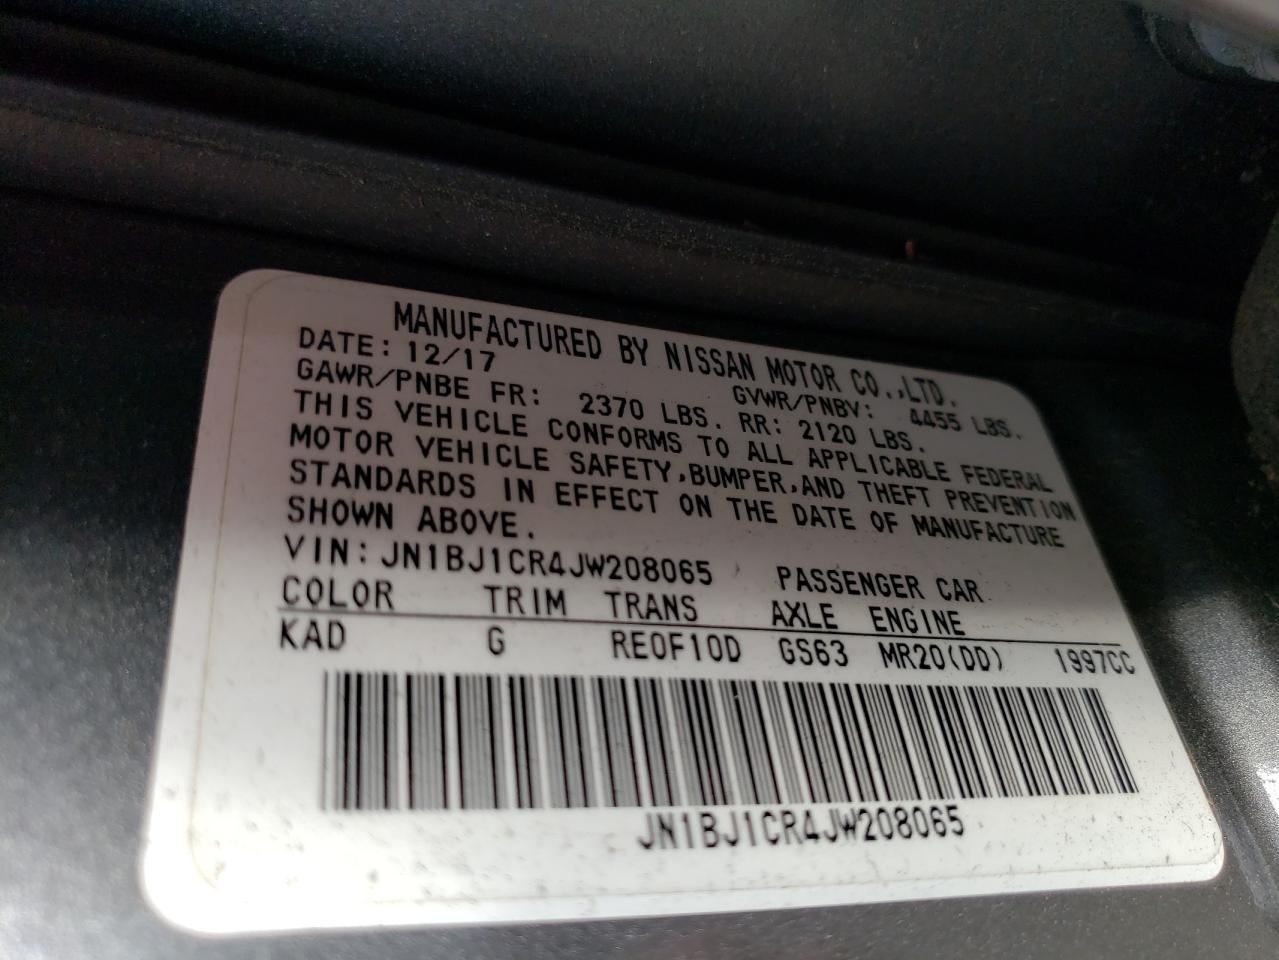 MANUFACTURED BY NISSAN MOTOR CO.,LTD.
DATE: 12/17 GVWR/PNBV: 4455 LBS.
GAWR/PNBE FR: 2370 LBS. RR: 2120 LBS.
THIS VEHICLE CONFORMS TO ALL APPLICABLE FEDERAL
MOTOR VEHICLE SAFETY,BUMPER,AND THEFT PREVENTION
STANDARDS IN EFFECT ON THE DATE OF MANUFACTURE
SHOWN ABOVE.
VIN: JN1BJ1CR4JW208065 PASSENGER CAR
COLOR TRIM TRANS AXLE ENGINE
KAD G RE0F10D GS63 MR20(DD) 1997CC
JN1BJ1CR4JW208065